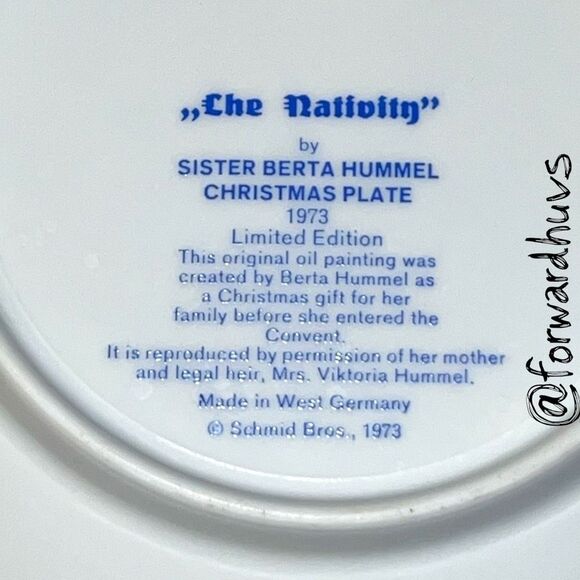 „The Nativity”
by
SISTER BERTA HUMMEL
CHRISTMAS PLATE
1973
Limited Edition
This original oil painting was
created by Berta Hummel as
a Christmas gift for her
family before she entered the
Convent.
It is reproduced by permission of her mother
and legal heir, Mrs. Viktoria Hummel.
Made in West Germany
© Schmid Bros., 1973
@forwardhuvs